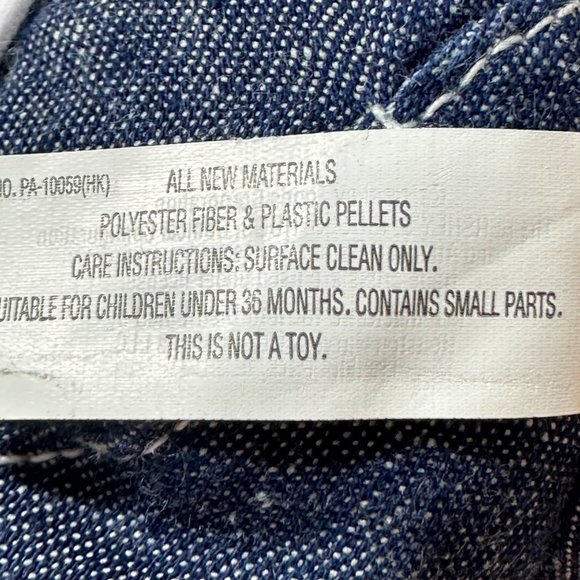 NO. PA-10059(HK) ALL NEW MATERIALS
POLYESTER FIBER & PLASTIC PELLETS
CARE INSTRUCTIONS: SURFACE CLEAN ONLY.
UITABLE FOR CHILDREN UNDER 36 MONTHS. CONTAINS SMALL PARTS.
THIS IS NOT A TOY.